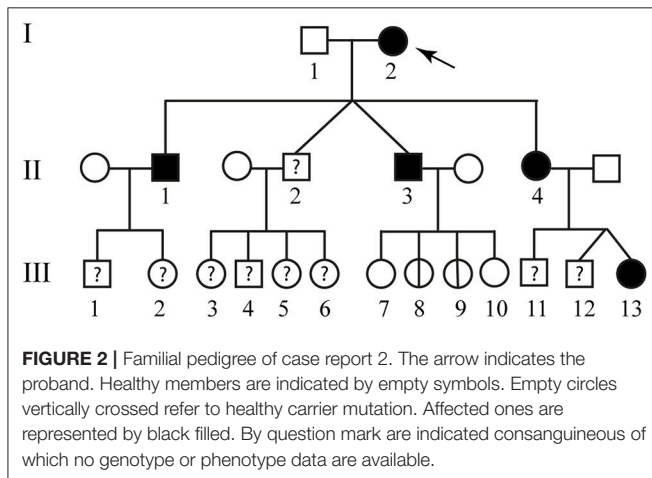 I
1 2
II
? ?
1 2 3 4
III
? ? ? ? ? ? ? ?
1 2 3 4 5 6 7 8 9 10 11 12 13
FIGURE 2 | Familial pedigree of case report 2. The arrow indicates the
proband. Healthy members are indicated by empty symbols. Empty circles
vertically crossed refer to healthy carrier mutation. Affected ones are
represented by black filled. By question mark are indicated consanguineous of
which no genotype or phenotype data are available.